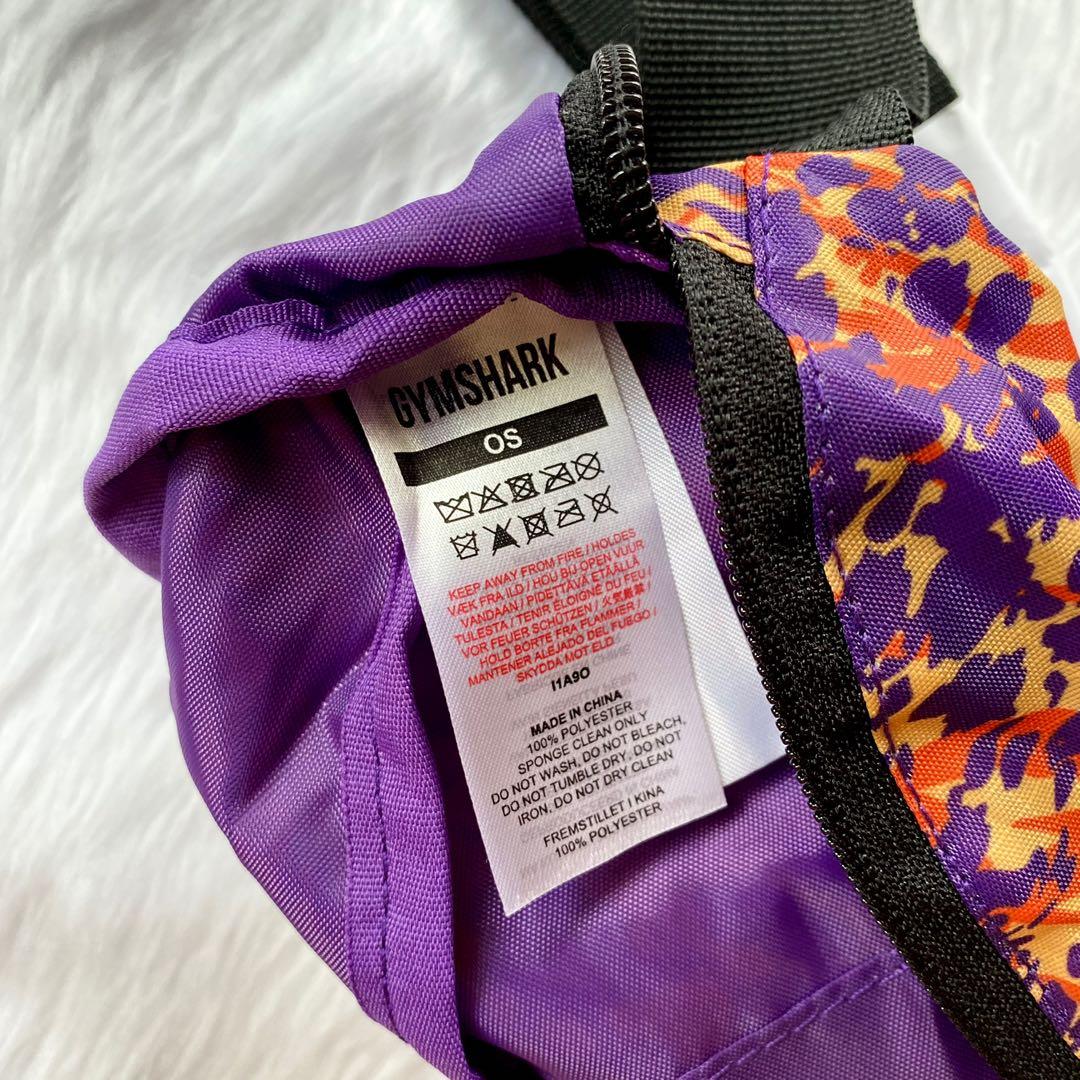 GYMSHARK
OS
KEEP AWAY FROM FIRE / HOLDES
VÆK FRA ILD / HOU BIJ OPEN VUUR
VANDAAN / PIDETTÄVÄ ETÄÄLLÄ
TULESTA / TENIR ÉLOIGNÉ DU FEU /
VOR FEUER SCHÜTZEN / 火気厳禁 /
HOLD BORTE FRA FLAMMER /
MANTENER ALEJADO DEL FUEGO /
SKYDDA MOT ELD.
I1A9O
MADE IN CHINA
100% POLYESTER
SPONGE CLEAN ONLY
DO NOT WASH, DO NOT BLEACH,
DO NOT TUMBLE DRY, DO NOT
IRON, DO NOT DRY CLEAN
FREMSTILLET I KINA
100% POLYESTER